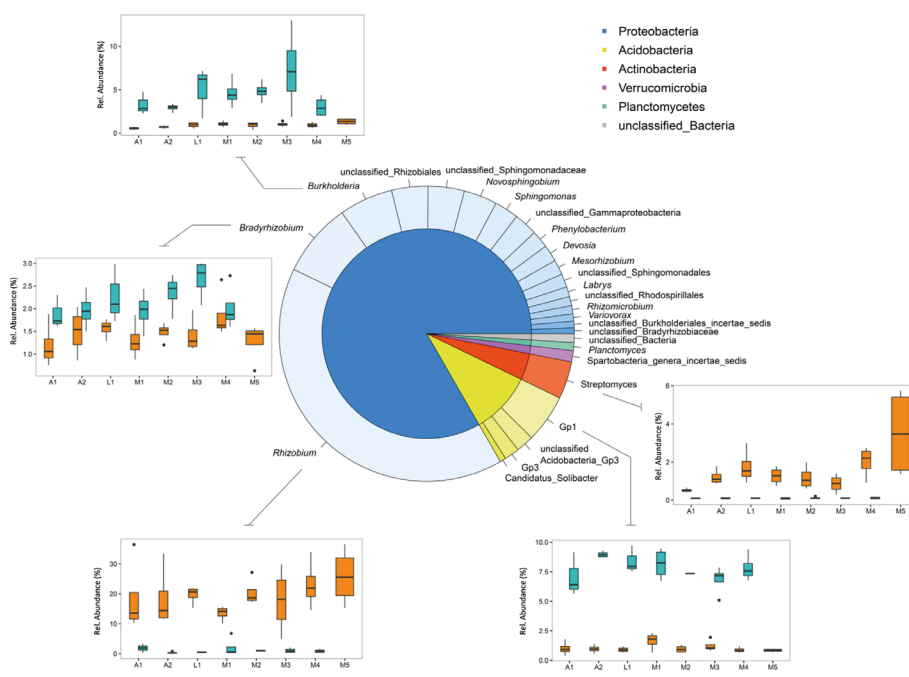 Proteobacteria
Acidobacteria
Actinobacteria
Verrucomicrobia
Planctomycetes
unclassified_Bacteria
Rel. Abundance (%)
10
5
0
A1 A2 L1 M1 M2 M3 M4 M5
unclassified_Rhizobiales
unclassified_Sphingomonadaceae
Burkholderia
Novosphingobium
Sphingomonas
unclassified_Gammaproteobacteria
Bradyrhizobium
Phenylobacterium
Devosia
Mesorhizobium
unclassified_Sphingomonadales
Labrys
unclassified_Rhodospirillales
Rhizomicrobium
Variovorax
unclassified_Burkholderiales_incertae_sedis
unclassified_Bradyrhizobiaceae
unclassified_Bacteria
Planctomyces
Spartobacteria_genera_incertae_sedis
Streptomyces
Gp1
unclassified
Acidobacteria_Gp3
Gp3
Candidatus_Solibacter
Rhizobium
Rel. Abundance (%)
3.0
2.5
2.0
1.5
1.0
A1 A2 L1 M1 M2 M3 M4 M5
Rel. Abundance (%)
6
4
2
0
A1 A2 L1 M1 M2 M3 M4 M5
Rel. Abundance (%)
30
20
10
0
A1 A2 L1 M1 M2 M3 M4 M5
Rel. Abundance (%)
10.0
7.5
5.0
2.5
0.0
A1 A2 L1 M1 M2 M3 M4 M5